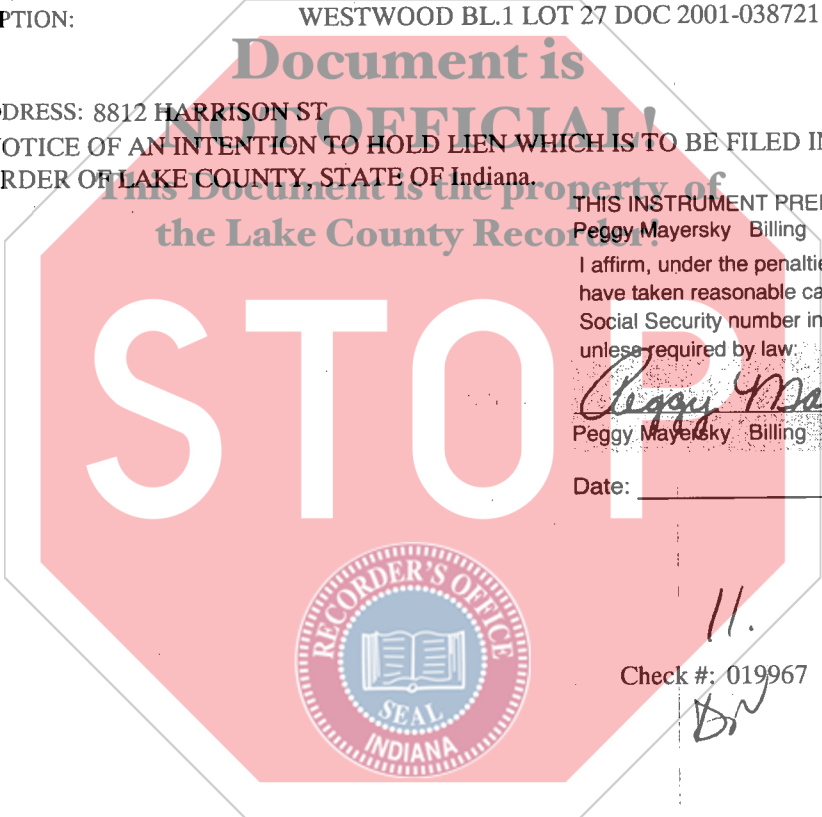 PTION: WESTWOOD BL.1 LOT 27 DOC 2001-038721
Document is
DRESS: 8812 HARRISON ST
NOT OFFICIAL!
OTICE OF AN INTENTION TO HOLD LIEN WHICH IS TO BE FILED IN
RDER OF LAKE COUNTY, STATE OF Indiana.
This Document is the property of
the Lake County Recorder!
THIS INSTRUMENT PREI
Peggy Mayersky Billing
I affirm, under the penaltie
have taken reasonable ca
Social Security number in
unless required by law:
STOP
Peggy Ma
Peggy Mayersky Billing
Date:
RECORDER'S OFFICE
SEAL
INDIANA
11.
Check #: 019967